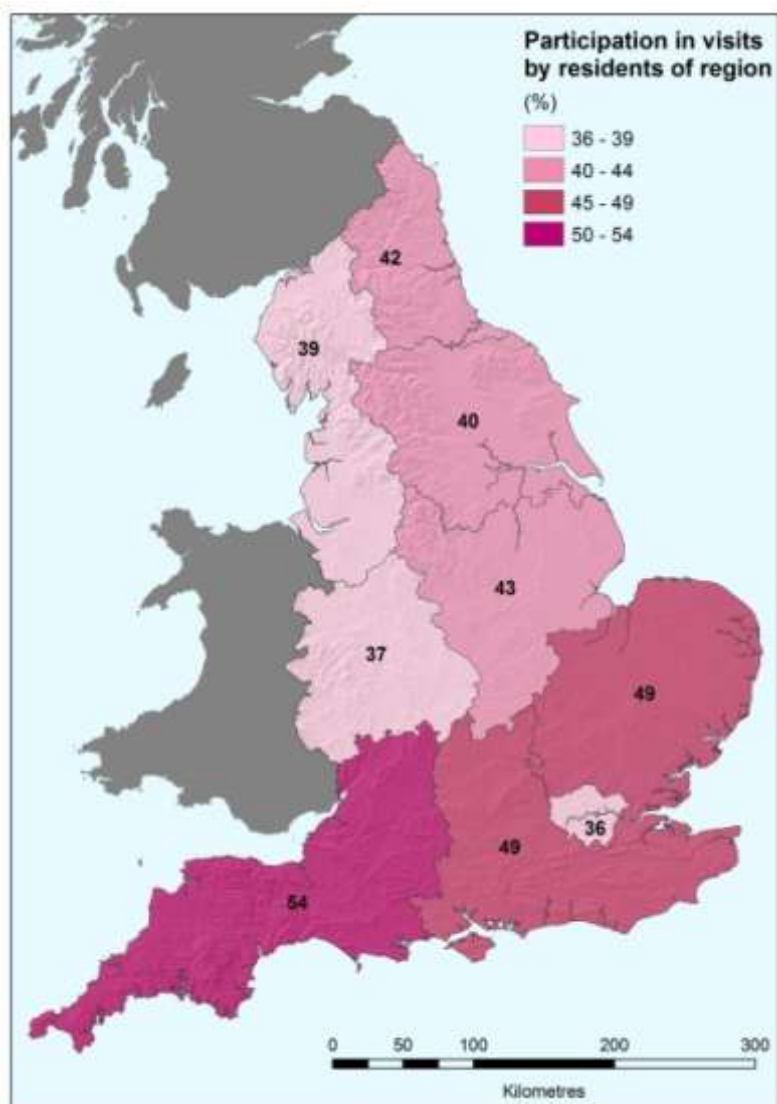 Participation in visits
by residents of region
(%)
36 - 39
40 - 44
45 - 49
50 - 54
42
39
40
43
37
49
36
49
54
0 50 100 200 300
Kilometres